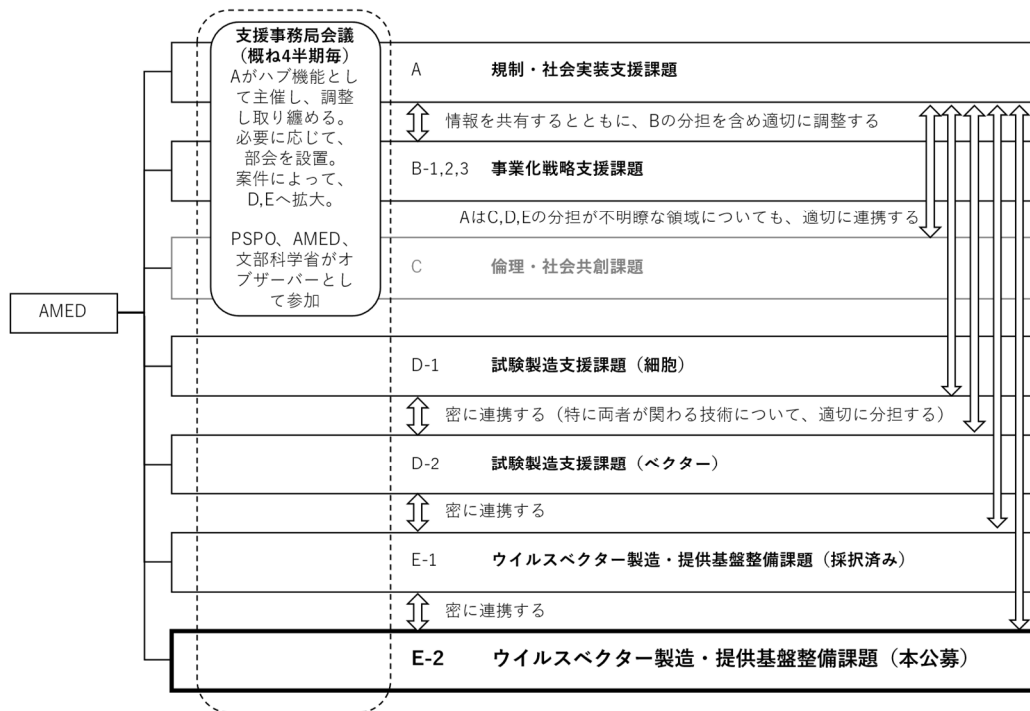 支援事務局会議
（概ね4半期毎）
Aがハブ機能とし
て主催し、調整
し取り纏める。
必要に応じて、
部会を設置。
案件によって、
D,Eへ拡大。
PSPO、AMED、
文部科学省がオ
ブザーバーとし
て参加
AMED
A 規制・社会実装支援課題
情報を共有するとともに、Bの分担を含め適切に調整する
B-1,2,3 事業化戦略支援課題
AはC,D,Eの分担が不明瞭な領域についても、適切に連携する
C 倫理・社会共創課題
D-1 試験製造支援課題（細胞）
密に連携する（特に両者が関わる技術について、適切に分担する）
D-2 試験製造支援課題（ベクター）
密に連携する
E-1 ウイルスベクター製造・提供基盤整備課題（採択済み）
密に連携する
E-2 ウイルスベクター製造・提供基盤整備課題（本公募）